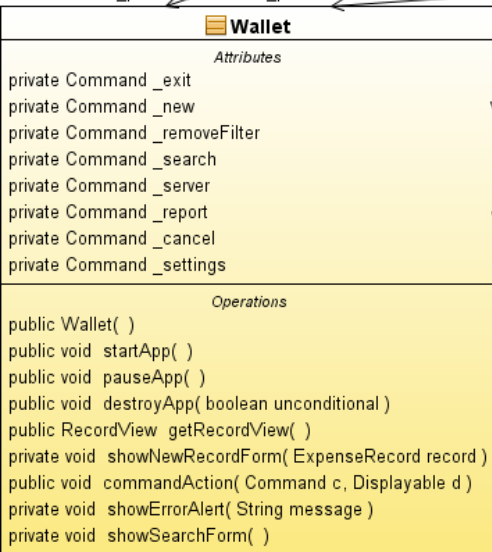 Wallet
Attributes
private Command _exit
private Command _new
private Command _removeFilter
private Command _search
private Command _server
private Command _report
private Command _cancel
private Command _settings
Operations
public Wallet( )
public void startApp( )
public void pauseApp( )
public void destroyApp( boolean unconditional )
public RecordView getRecordView( )
private void showNewRecordForm( ExpenseRecord record )
public void commandAction( Command c, Displayable d )
private void showErrorAlert( String message )
private void showSearchForm( )